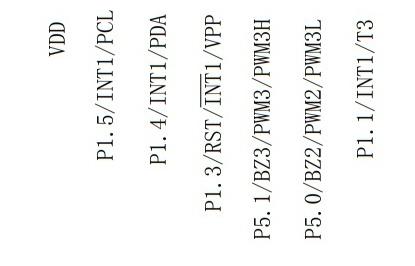 VDD
P1.5/INT1/PCL
P1.4/INT1/PDA
P1.3/RST/I̅N̅T̅1/VPP
P5.1/BZ3/PWM3/PWM3H
P5.0/BZ2/PWM2/PWM3L
P1.1/INT1/T3